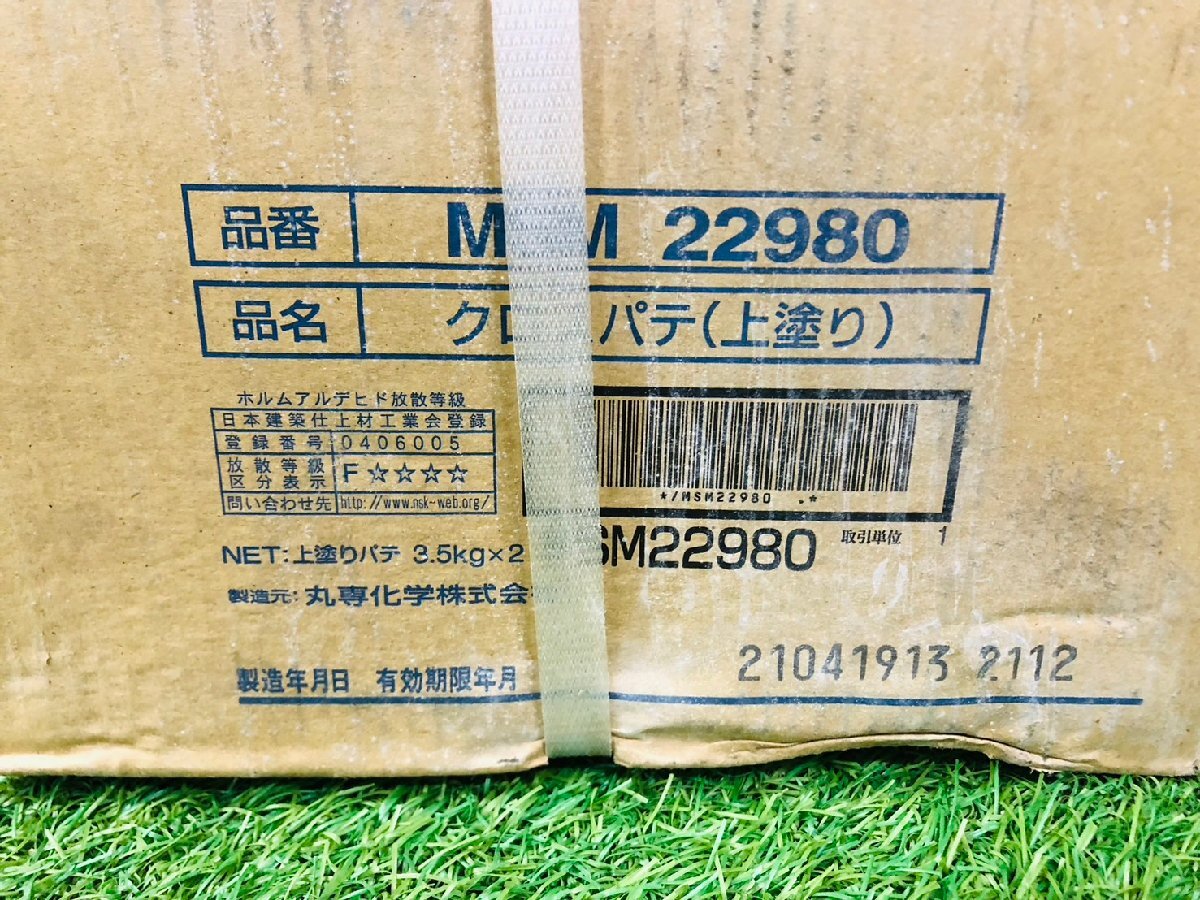 品番 M M 22980
品名 ク パテ(上塗り)
ホルムアルデヒド放散等級
日本建築仕上材工業会登録
登録番号 0406005
放散等級
区分表示 F☆☆☆☆
問い合わせ先 http://www.nsk-web.org/
*/MSM22980 .*
SM22980 取引単位 1
NET:上塗りパテ 3.5kg×2
製造元:丸専化学株式会
製造年月日 有効期限年月 21041913 2112